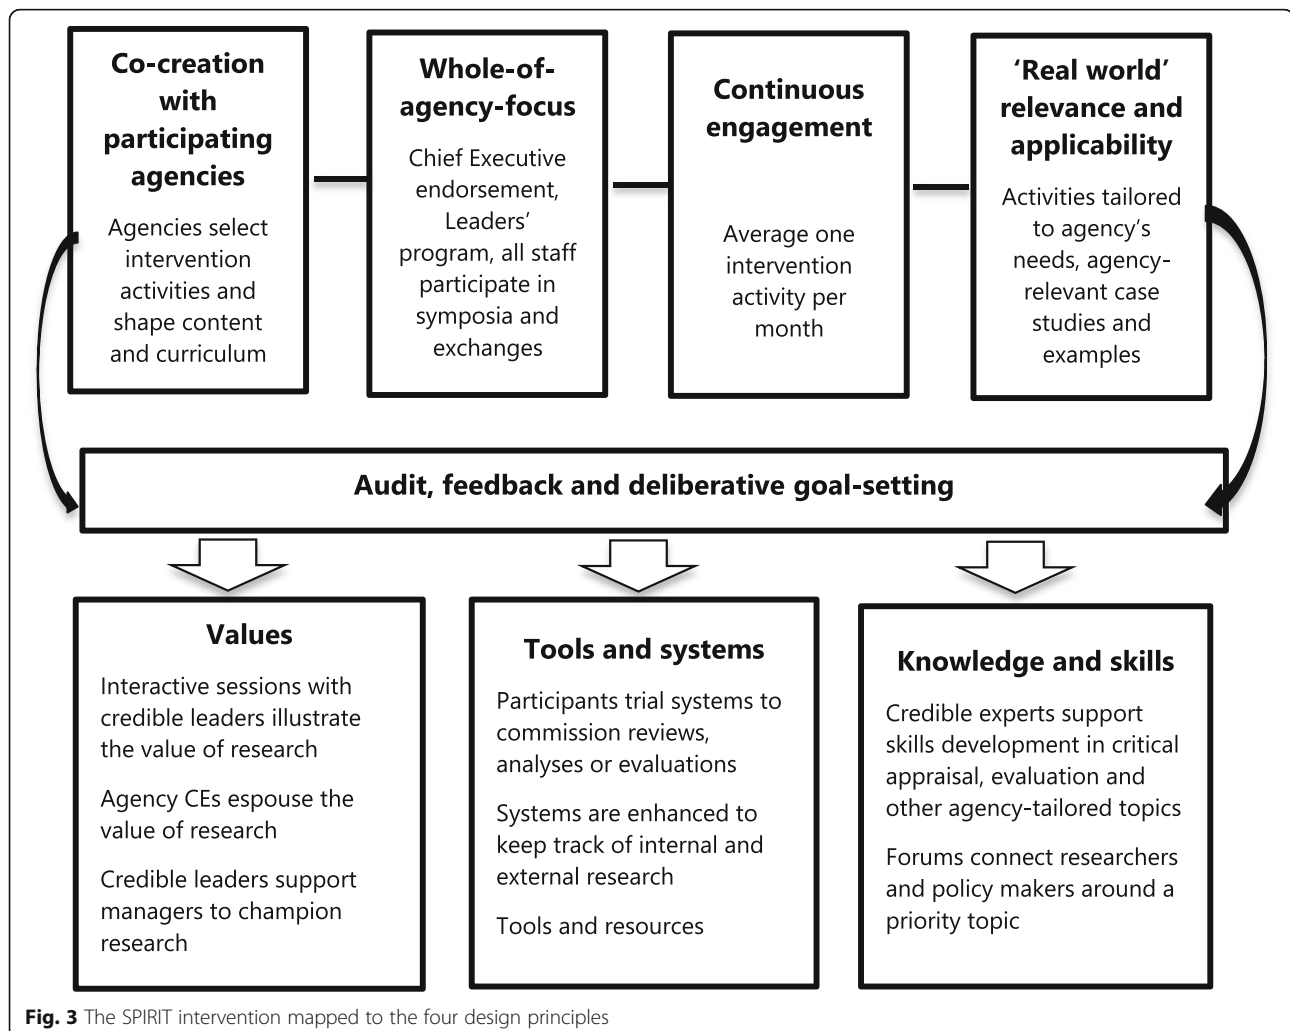 Co-creation
with
participating
agencies
Agencies select
intervention
activities and
shape content
and curriculum
Whole-of-
agency-focus
Chief Executive
endorsement,
Leaders’
program, all staff
participate in
symposia and
exchanges
Continuous
engagement
Average one
intervention
activity per
month
‘Real world’
relevance and
applicability
Activities tailored
to agency’s
needs, agency-
relevant case
studies and
examples
Audit, feedback and deliberative goal-setting
Values
Interactive sessions with
credible leaders illustrate
the value of research
Agency CEs espouse the
value of research
Credible leaders support
managers to champion
research
Tools and systems
Participants trial systems to
commission reviews,
analyses or evaluations
Systems are enhanced to
keep track of internal and
external research
Tools and resources
Knowledge and skills
Credible experts support
skills development in critical
appraisal, evaluation and
other agency-tailored topics
Forums connect researchers
and policy makers around a
priority topic
Fig. 3 The SPIRIT intervention mapped to the four design principles